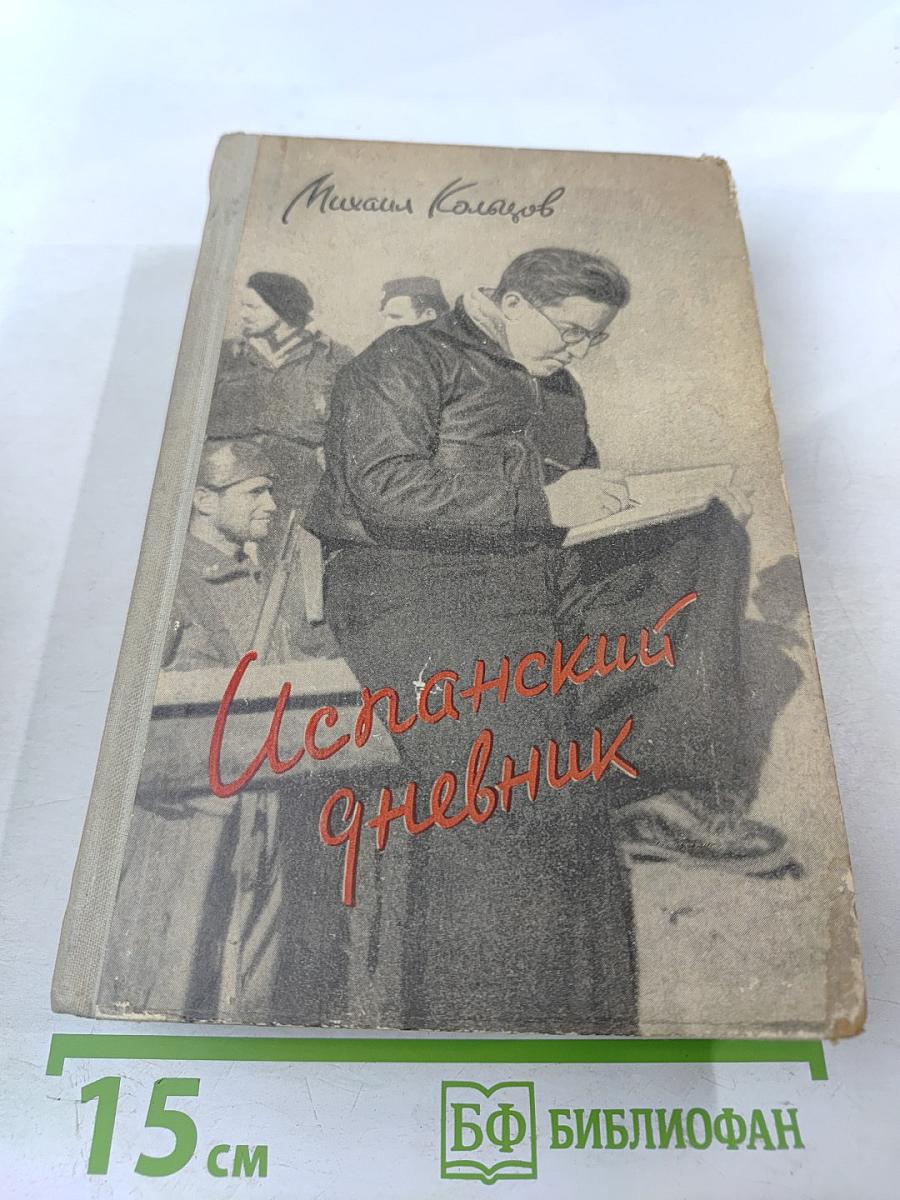 Михаил Кольцов
Испанский
дневник
15 см
БФ БИБЛИОФАН